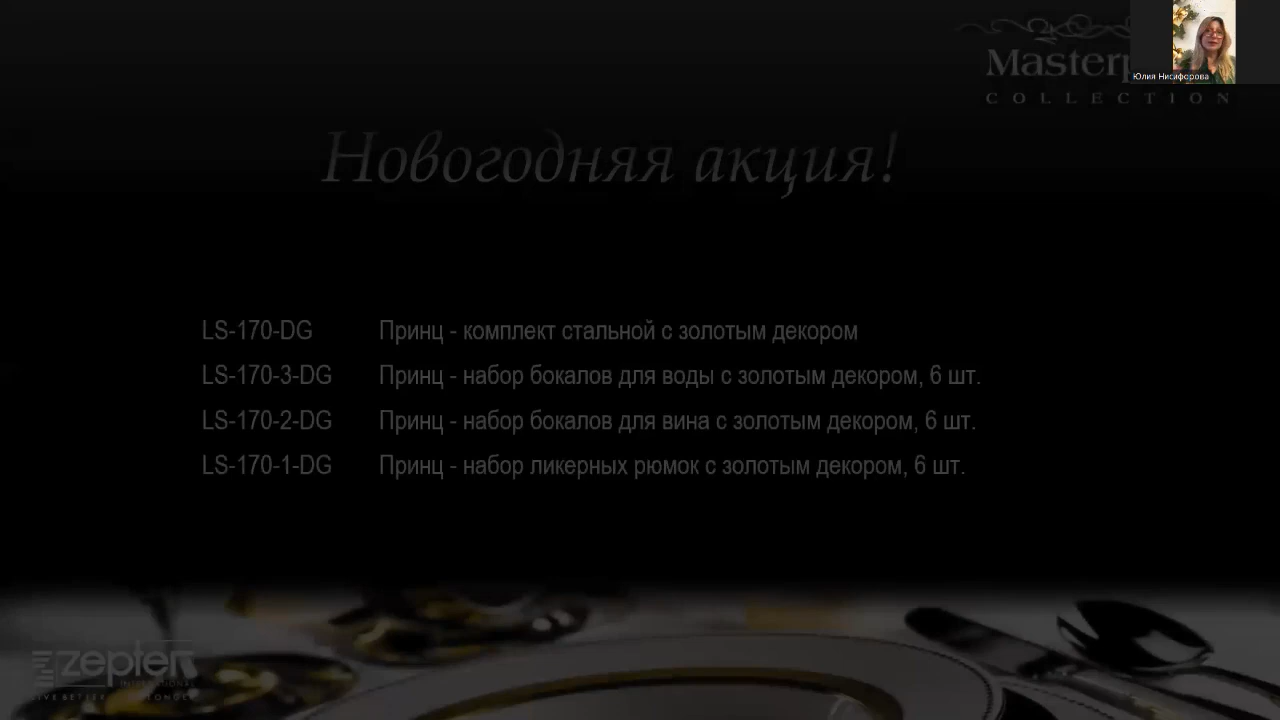 Master
COLLECTION
Юлия Нисифорова
Новогодняя акция!
LS-170-DG Принц - комплект стальной с золотым декором
LS-170-3-DG Принц - набор бокалов для воды с золотым декором, 6 шт.
LS-170-2-DG Принц - набор бокалов для вина с золотым декором, 6 шт.
LS-170-1-DG Принц - набор ликерных рюмок с золотым декором, 6 шт.
zepter
INTERNATIONAL